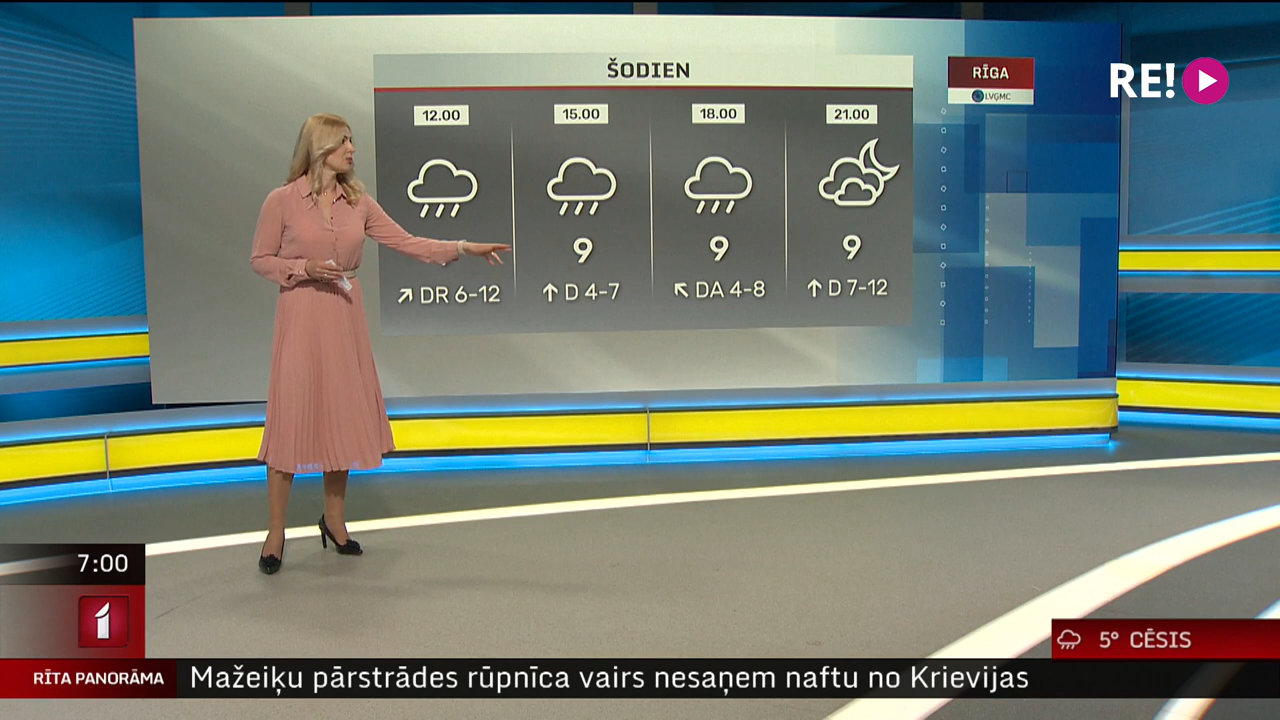 RE!
ŠODIEN
RĪGA
LVĢMC
12.00 15.00 18.00 21.00
9 9 9
DR 6-12 D 4-7 DA 4-8 D 7-12
7:00
1
5° CĒSIS
RĪTA PANORĀMA Mažeiķu pārstrādes rūpnīca vairs nesaņem naftu no Krievijas